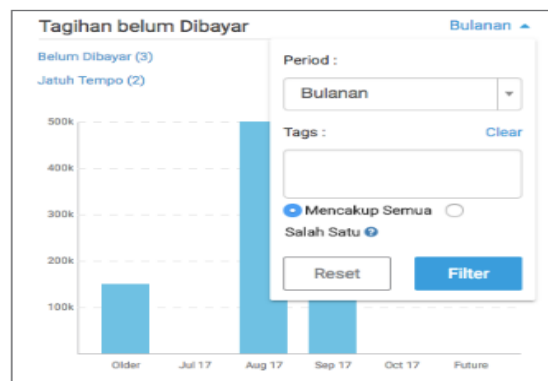 Tagihan belum Dibayar
Bulanan
Belum Dibayar (3)
Jatuh Tempo (2)
Period :
Bulanan
Tags :
Clear
Mencakup Semua
Salah Satu
Reset
Filter
500k
400k
300k
200k
100k
Older
Jul 17
Aug 17
Sep 17
Oct 17
Future